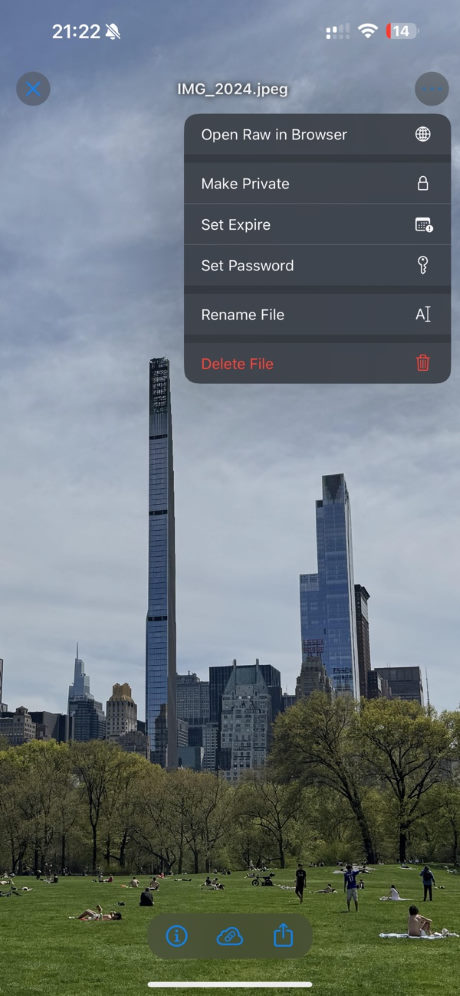 21:22
14
IMG_2024.jpeg
Open Raw in Browser
Make Private
Set Expire
Set Password
Rename File
Delete File